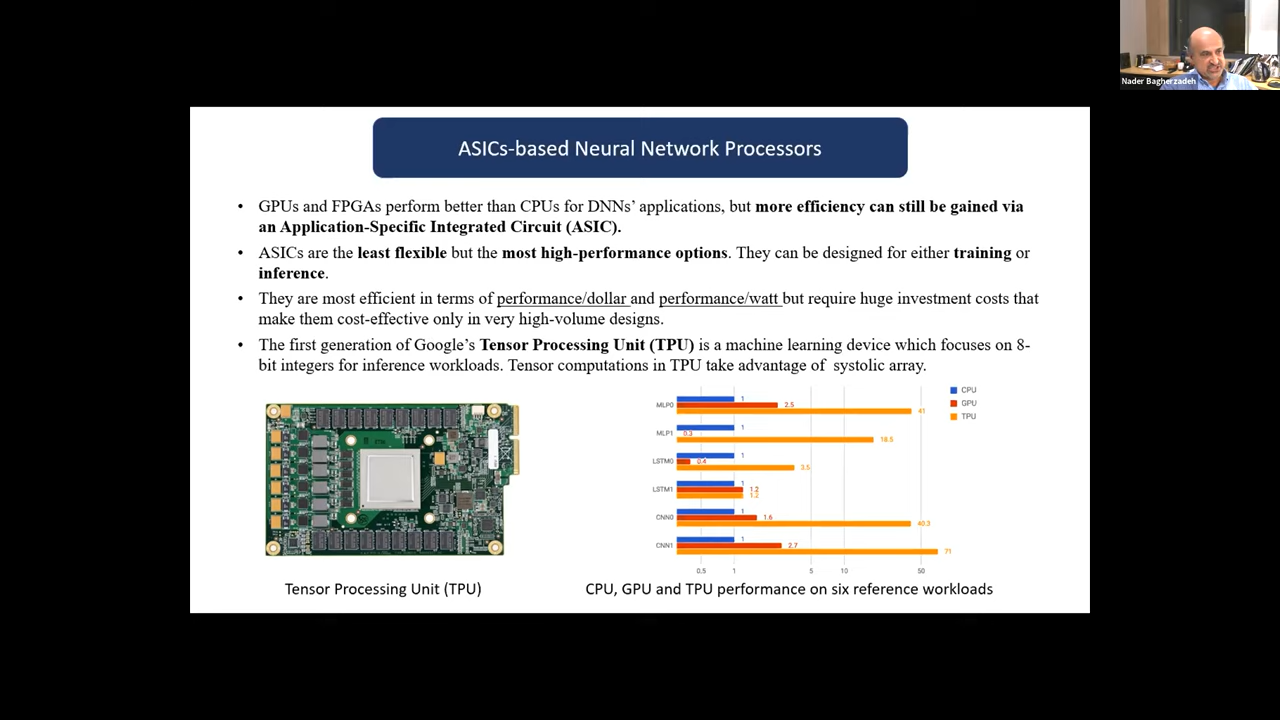 Nader Bagherzadeh
ASICs-based Neural Network Processors
• GPUs and FPGAs perform better than CPUs for DNNs’ applications, but more efficiency can still be gained via
an Application-Specific Integrated Circuit (ASIC).
• ASICs are the least flexible but the most high-performance options. They can be designed for either training or
inference.
• They are most efficient in terms of performance/dollar and performance/watt but require huge investment costs that
make them cost-effective only in very high-volume designs.
• The first generation of Google’s Tensor Processing Unit (TPU) is a machine learning device which focuses on 8-
bit integers for inference workloads. Tensor computations in TPU take advantage of systolic array.
CPU
GPU
TPU
MLP0
1
2.5
41
MLP1
1
0.3
18.5
LSTM0
1
0.4
3.5
LSTM1
1
1.2
1.2
CNN0
1
1.6
40.3
CNN1
1
2.7
71
0.5 1 5 10 50
Tensor Processing Unit (TPU)
CPU, GPU and TPU performance on six reference workloads